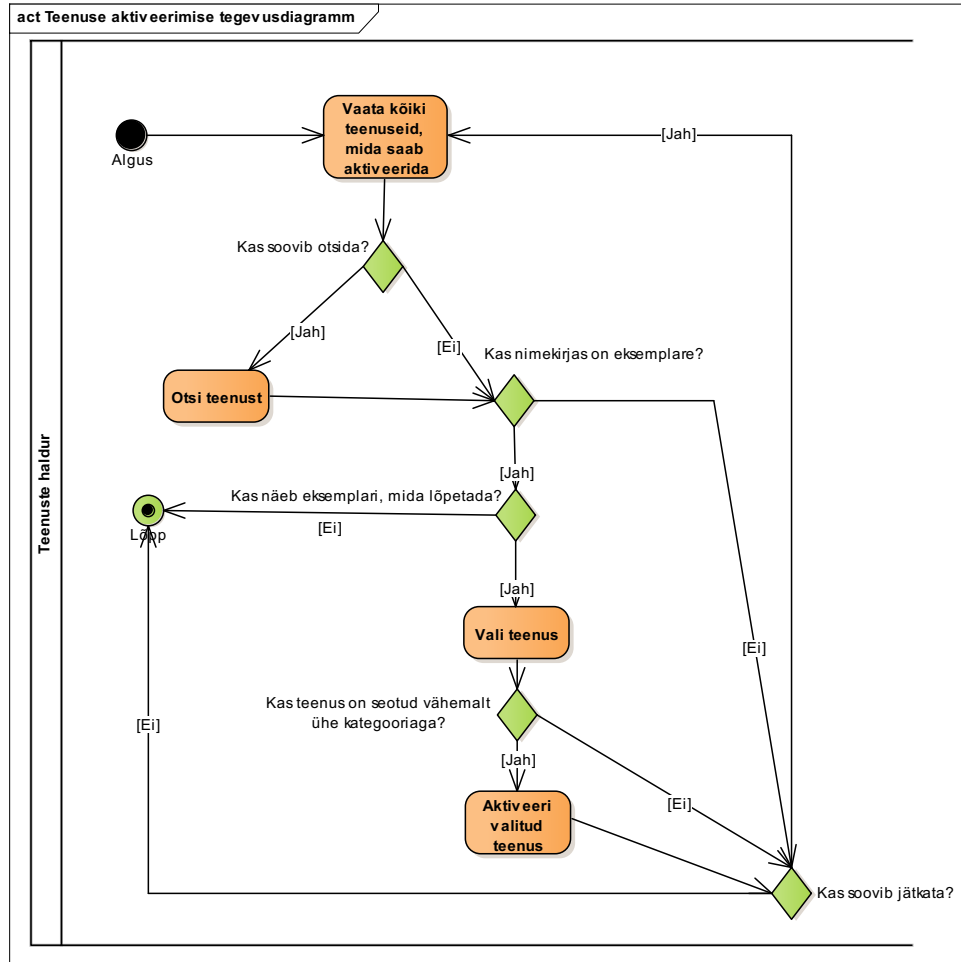 act Teenuse aktiveerimise tegevusdiagramm
Teenuste haldur
Algus
Vaata kõiki
teenuseid,
mida saab
aktiveerida
[Jah]
Kas soovib otsida?
[Jah]
[Ei]
Kas nimekirjas on eksemplare?
Otsi teenust
[Jah]
Kas näeb eksemplari, mida lõpetada?
[Ei]
Lõpp
[Jah]
Vali teenus
[Ei]
Kas teenus on seotud vähemalt
ühe kategooriaga?
[Ei]
[Jah]
[Ei]
Aktiveeri
valitud
teenus
Kas soovib jätkata?